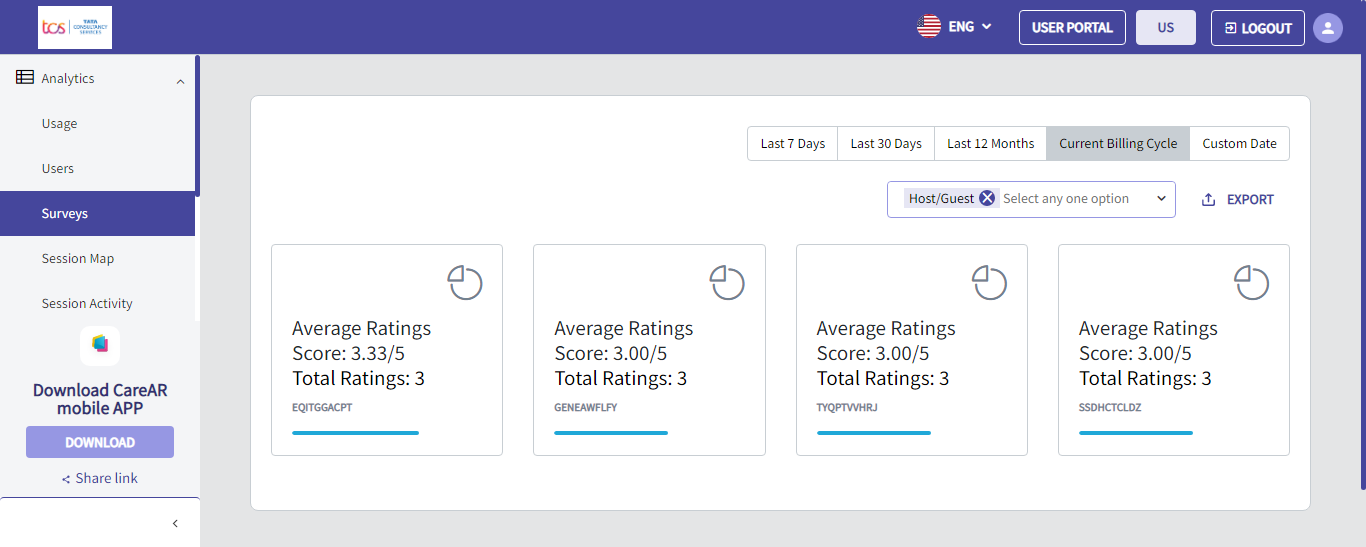 tcs TATA
CONSULTANCY
SERVICES
ENG
USER PORTAL
US
LOGOUT
Analytics
Usage
Users
Surveys
Session Map
Session Activity
Download CareAR
mobile APP
DOWNLOAD
Share link
Last 7 Days
Last 30 Days
Last 12 Months
Current Billing Cycle
Custom Date
Host/Guest
Select any one option
EXPORT
Average Ratings
Score: 3.33/5
Total Ratings: 3
EQITGGACPT
Average Ratings
Score: 3.00/5
Total Ratings: 3
GENEAWFLFY
Average Ratings
Score: 3.00/5
Total Ratings: 3
TYQPTVVHRJ
Average Ratings
Score: 3.00/5
Total Ratings: 3
SSDHCTCLDZ